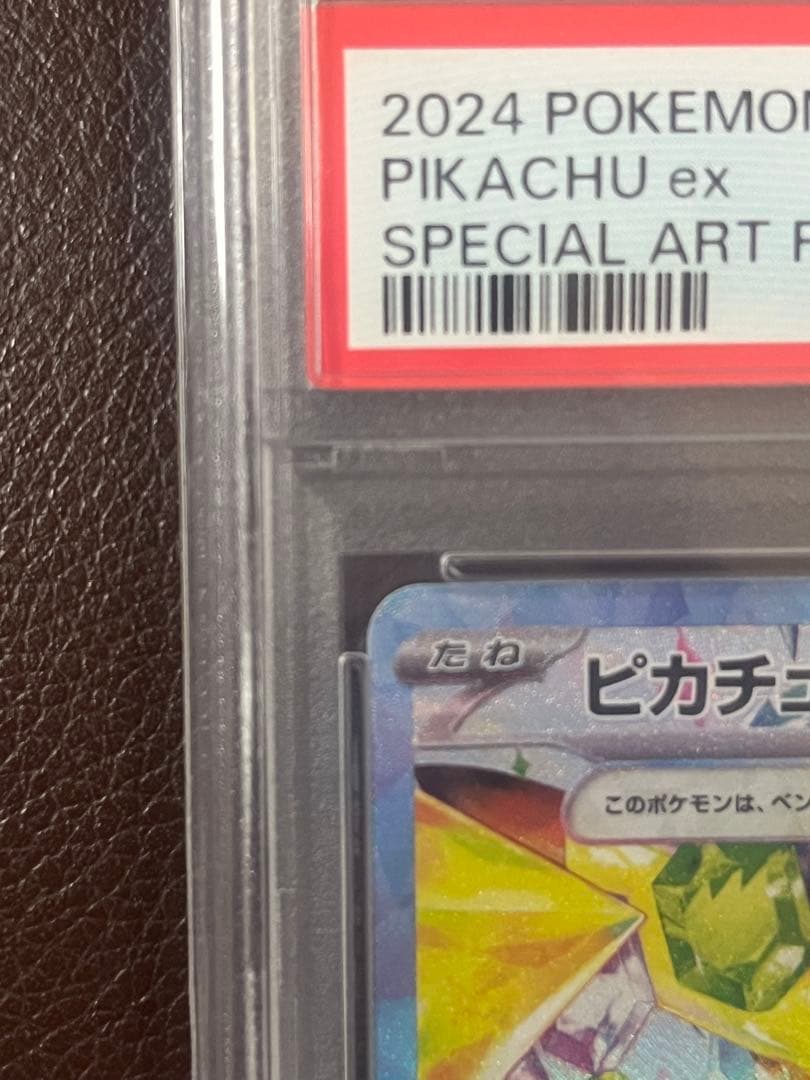 2024 POKEMON
PIKACHU ex
SPECIAL ART
たね
ピカチュ
このポケモンは、ベン